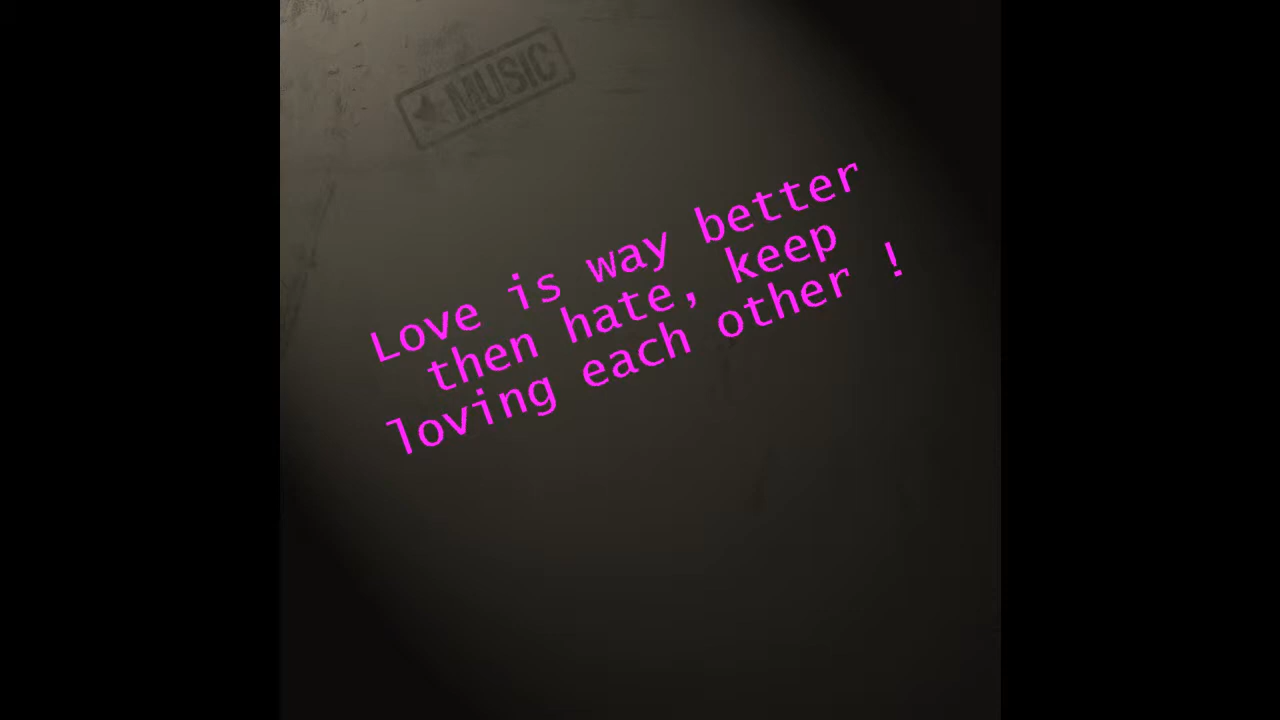 MUSIC
Love is way better
then hate, keep
loving each other !